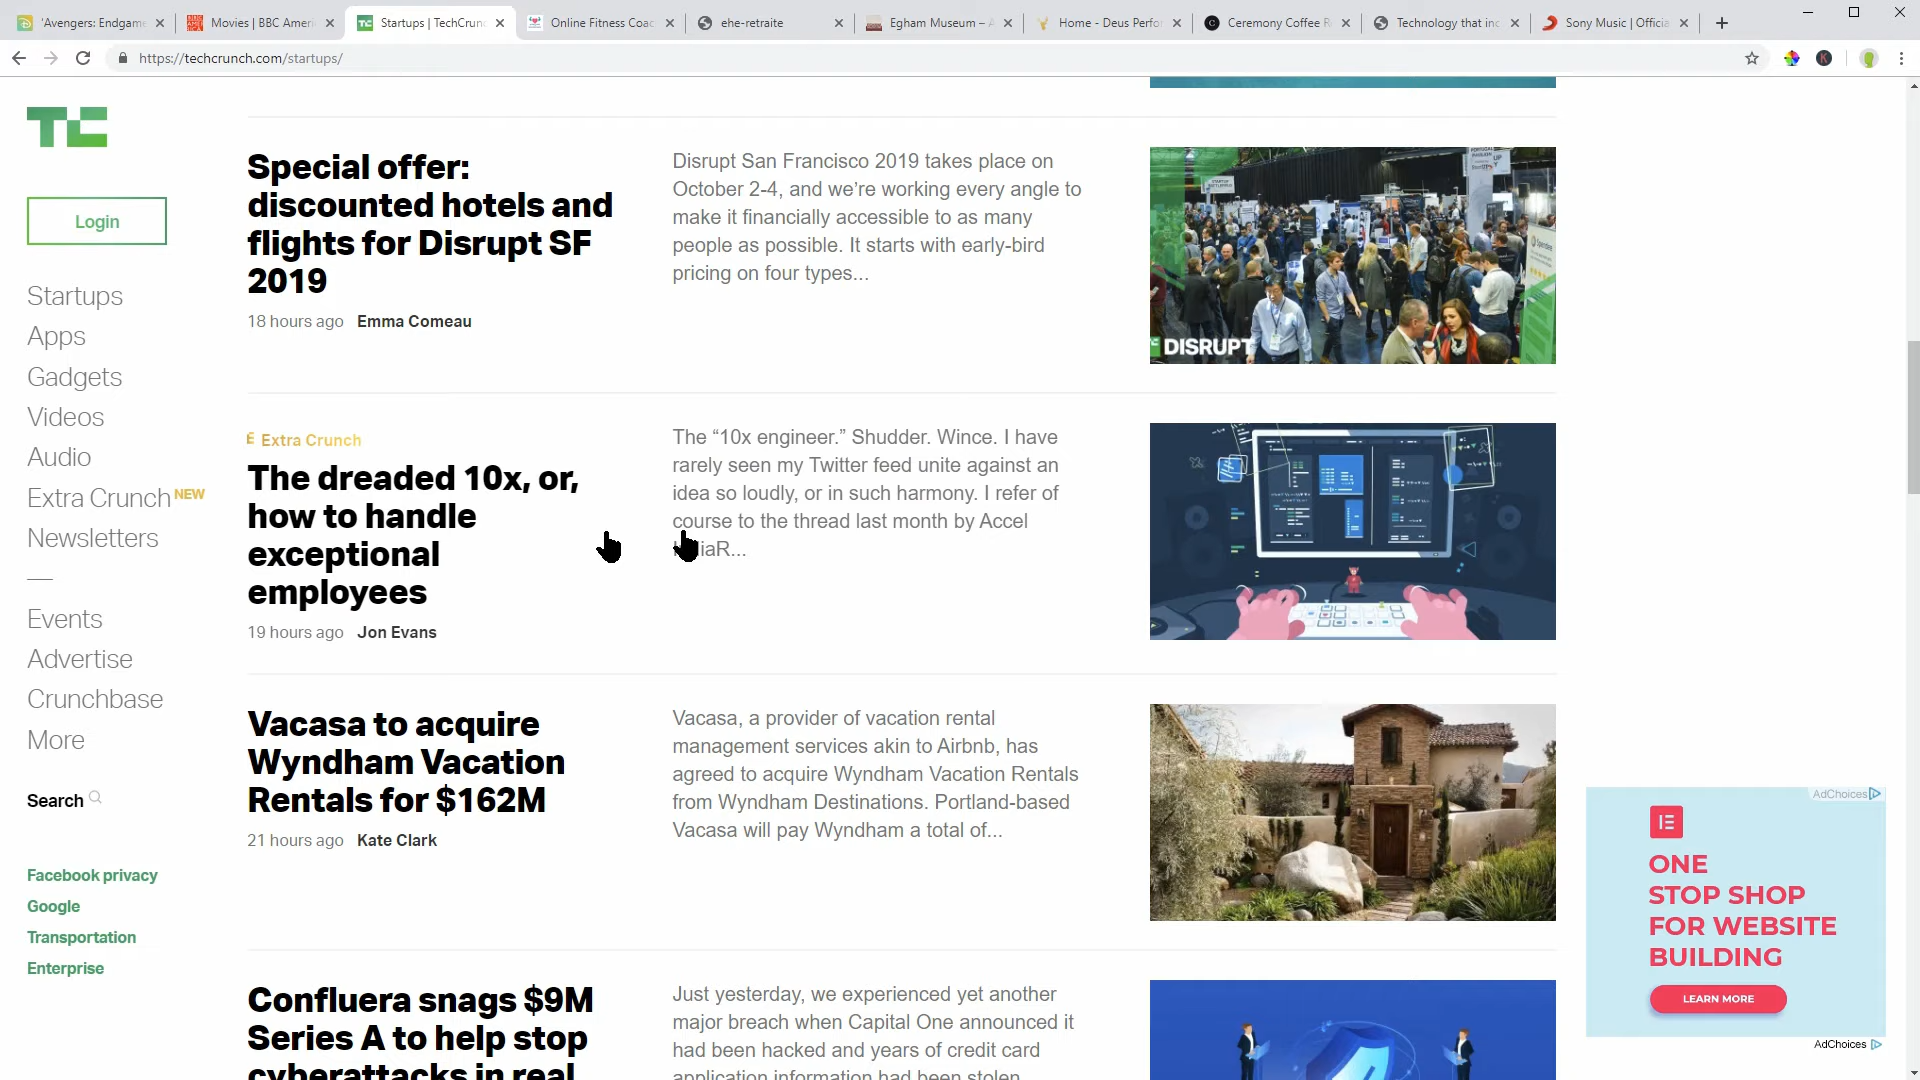 'Avengers: Endgame
Movies | BBC Ameri
Startups | TechCrunc
Online Fitness Coac
ehe-retraite
Egham Museum – A
Home - Deus Perfo
Ceremony Coffee R
Technology that inc
Sony Music | Officia
https://techcrunch.com/startups/
TC
Login
Startups
Apps
Gadgets
Videos
Audio
Extra Crunch NEW
Newsletters
Events
Advertise
Crunchbase
More
Search
Facebook privacy
Google
Transportation
Enterprise
Special offer:
discounted hotels and
flights for Disrupt SF
2019
18 hours ago Emma Comeau
Disrupt San Francisco 2019 takes place on
October 2-4, and we're working every angle to
make it financially accessible to as many
people as possible. It starts with early-bird
pricing on four types...
DISRUPT
Extra Crunch
The dreaded 10x, or,
how to handle
exceptional
employees
19 hours ago Jon Evans
The “10x engineer.” Shudder. Wince. I have
rarely seen my Twitter feed unite against an
idea so loudly, or in such harmony. I refer of
course to the thread last month by Accel
Vacasa to acquire
Wyndham Vacation
Rentals for $162M
21 hours ago Kate Clark
Vacasa, a provider of vacation rental
management services akin to Airbnb, has
agreed to acquire Wyndham Vacation Rentals
from Wyndham Destinations. Portland-based
Vacasa will pay Wyndham a total of...
Confluera snags $9M
Series A to help stop
cyberattacks in real
Just yesterday, we experienced yet another
major breach when Capital One announced it
had been hacked and years of credit card
application information had been stolen
AdChoices
ONE
STOP SHOP
FOR WEBSITE
BUILDING
LEARN MORE
AdChoices